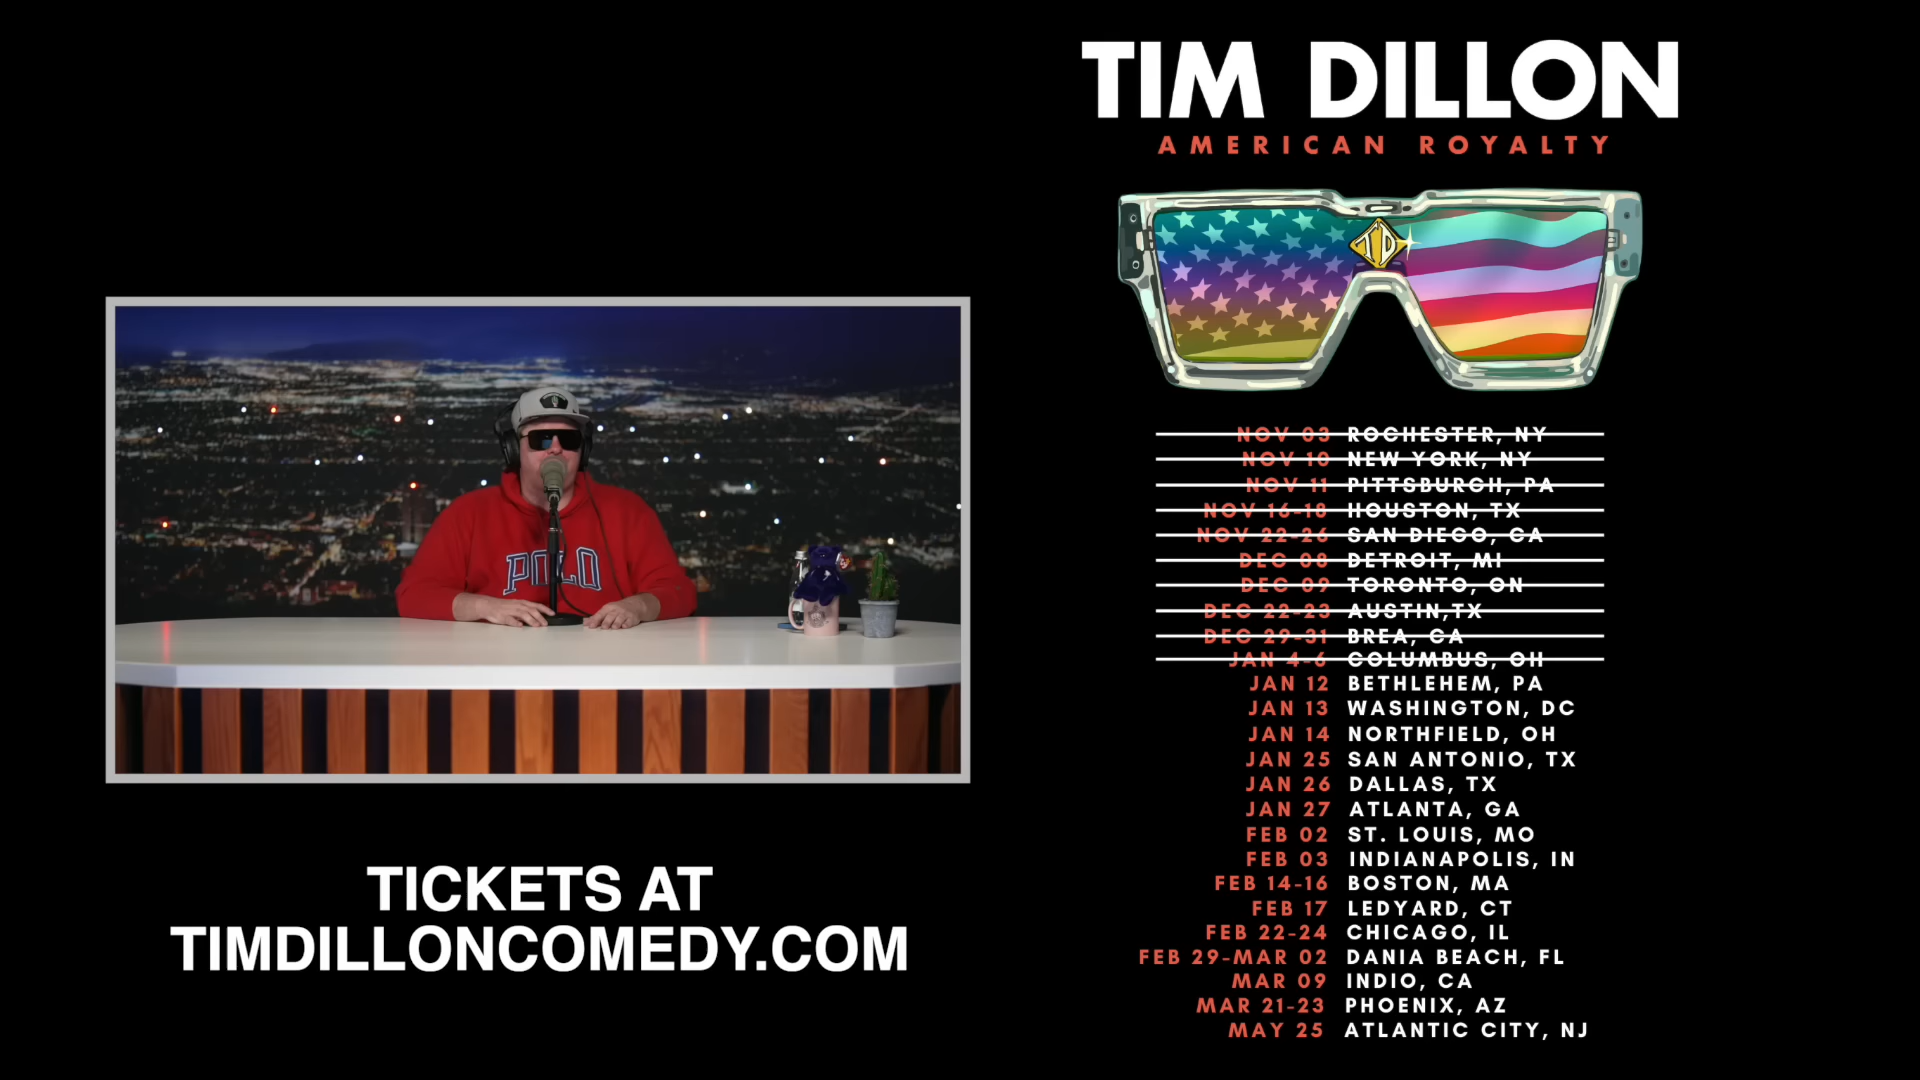 TIM DILLON
AMERICAN ROYALTY
TD
NOV 03 ROCHESTER, NY
NOV 10 NEW YORK, NY
NOV 11 PITTSBURGH, PA
NOV 16-18 HOUSTON, TX
NOV 22-26 SAN DIEGO, CA
DEC 08 DETROIT, MI
DEC 09 TORONTO, ON
DEC 22-23 AUSTIN,TX
DEC 29-31 BREA, CA
JAN 4-6 COLUMBUS, OH
JAN 12 BETHLEHEM, PA
JAN 13 WASHINGTON, DC
JAN 14 NORTHFIELD, OH
JAN 25 SAN ANTONIO, TX
JAN 26 DALLAS, TX
JAN 27 ATLANTA, GA
FEB 02 ST. LOUIS, MO
FEB 03 INDIANAPOLIS, IN
FEB 14-16 BOSTON, MA
FEB 17 LEDYARD, CT
FEB 22-24 CHICAGO, IL
FEB 29-MAR 02 DANIA BEACH, FL
MAR 09 INDIO, CA
MAR 21-23 PHOENIX, AZ
MAY 25 ATLANTIC CITY, NJ
POLO
TICKETS AT
TIMDILLONCOMEDY.COM